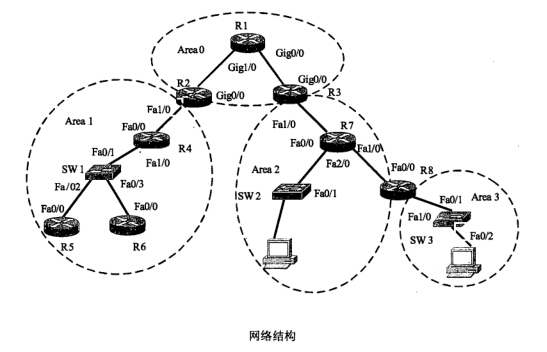 R1
Area 0
Gig0/0
Gig1/0
R2
Gig0/0
Gig0/0
R3
Fa1/0
Area 1
Fa0/0
R4
Fa0/1
Fa1/0
SW 1
Fa/02
Fa0/3
Fa0/0
Fa0/0
R5
R6
Fa1/0
R7
Fa0/0
Fa1/0
Fa2/0
Area 2
SW 2
Fa0/1
Fa0/0
R8
Fa0/1
Area 3
Fa1/0
SW 3
Fa0/2
网络结构